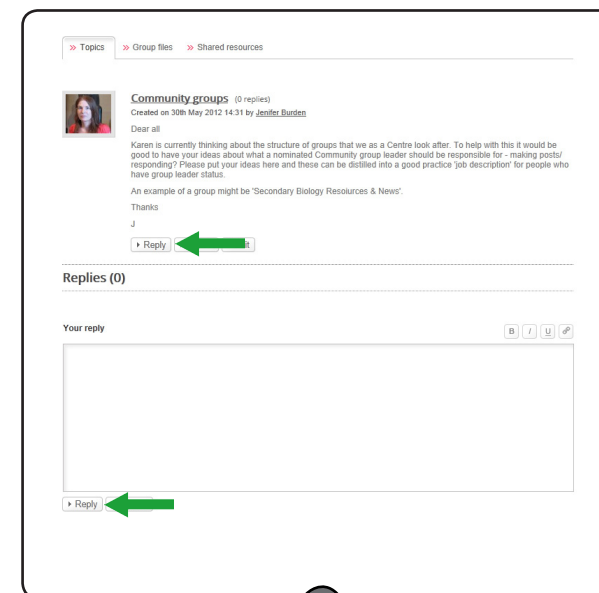 » Topics » Group files » Shared resources
Community groups (0 replies)
Created on 30th May 2012 14:31 by Jenifer Burden
Dear all
Karen is currently thinking about the structure of groups that we as a Centre look after. To help with this it would be
good to have your ideas about what a nominated Community group leader should be responsible for - making posts/
responding? Please put your ideas here and these can be distilled into a good practice 'job description' for people who
have group leader status.
An example of a group might be 'Secondary Biology Resoiurces & News'.
Thanks
J
Reply
Replies (0)
Your reply
B I U
Reply